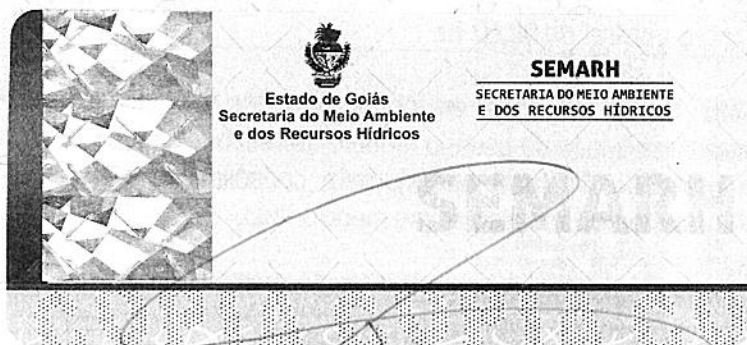 Estado de Goiás
Secretaria do Meio Ambiente
e dos Recursos Hídricos
SEMARH
SECRETARIA DO MEIO AMBIENTE
E DOS RECURSOS HÍDRICOS